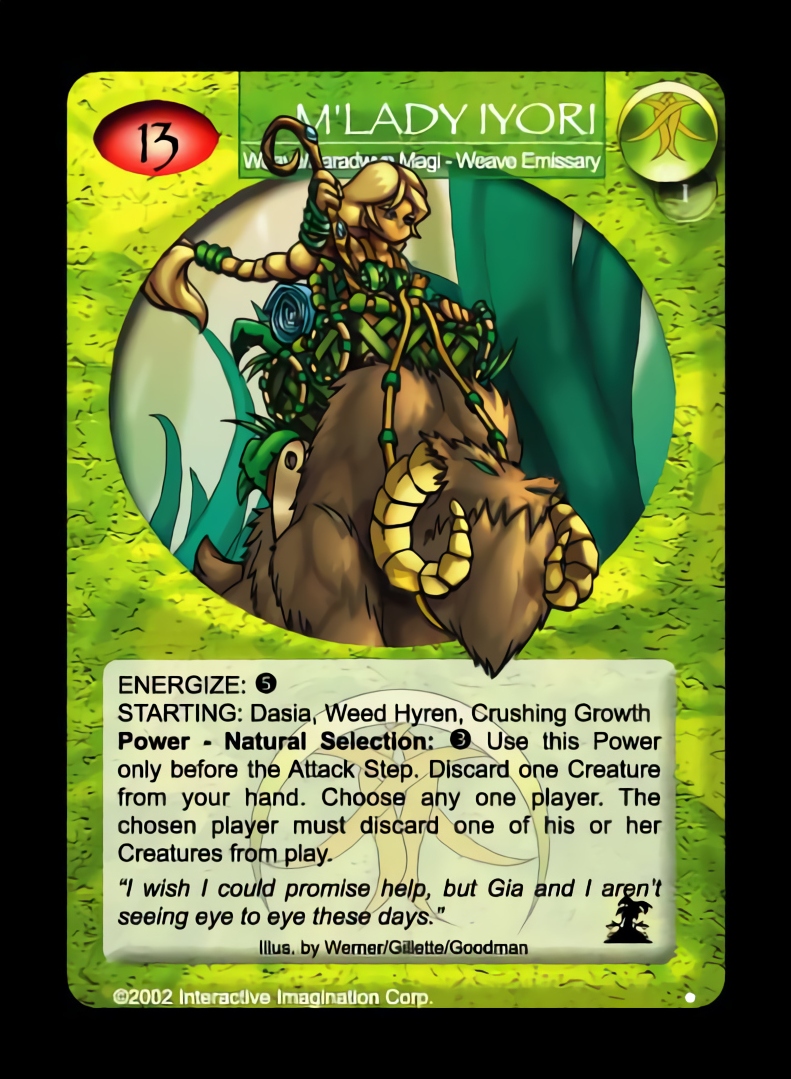 13
M'LADY IYORI
Magi - Weave Emissary
1
ENERGIZE: 5
STARTING: Dasia, Weed Hyren, Crushing Growth
Power - Natural Selection: 3 Use this Power
only before the Attack Step. Discard one Creature
from your hand. Choose any one player. The
chosen player must discard one of his or her
Creatures from play.
“I wish I could promise help, but Gia and I aren't
seeing eye to eye these days.”
Illus. by Werner/Gillette/Goodman
©2002 Interactive Imagination Corp.